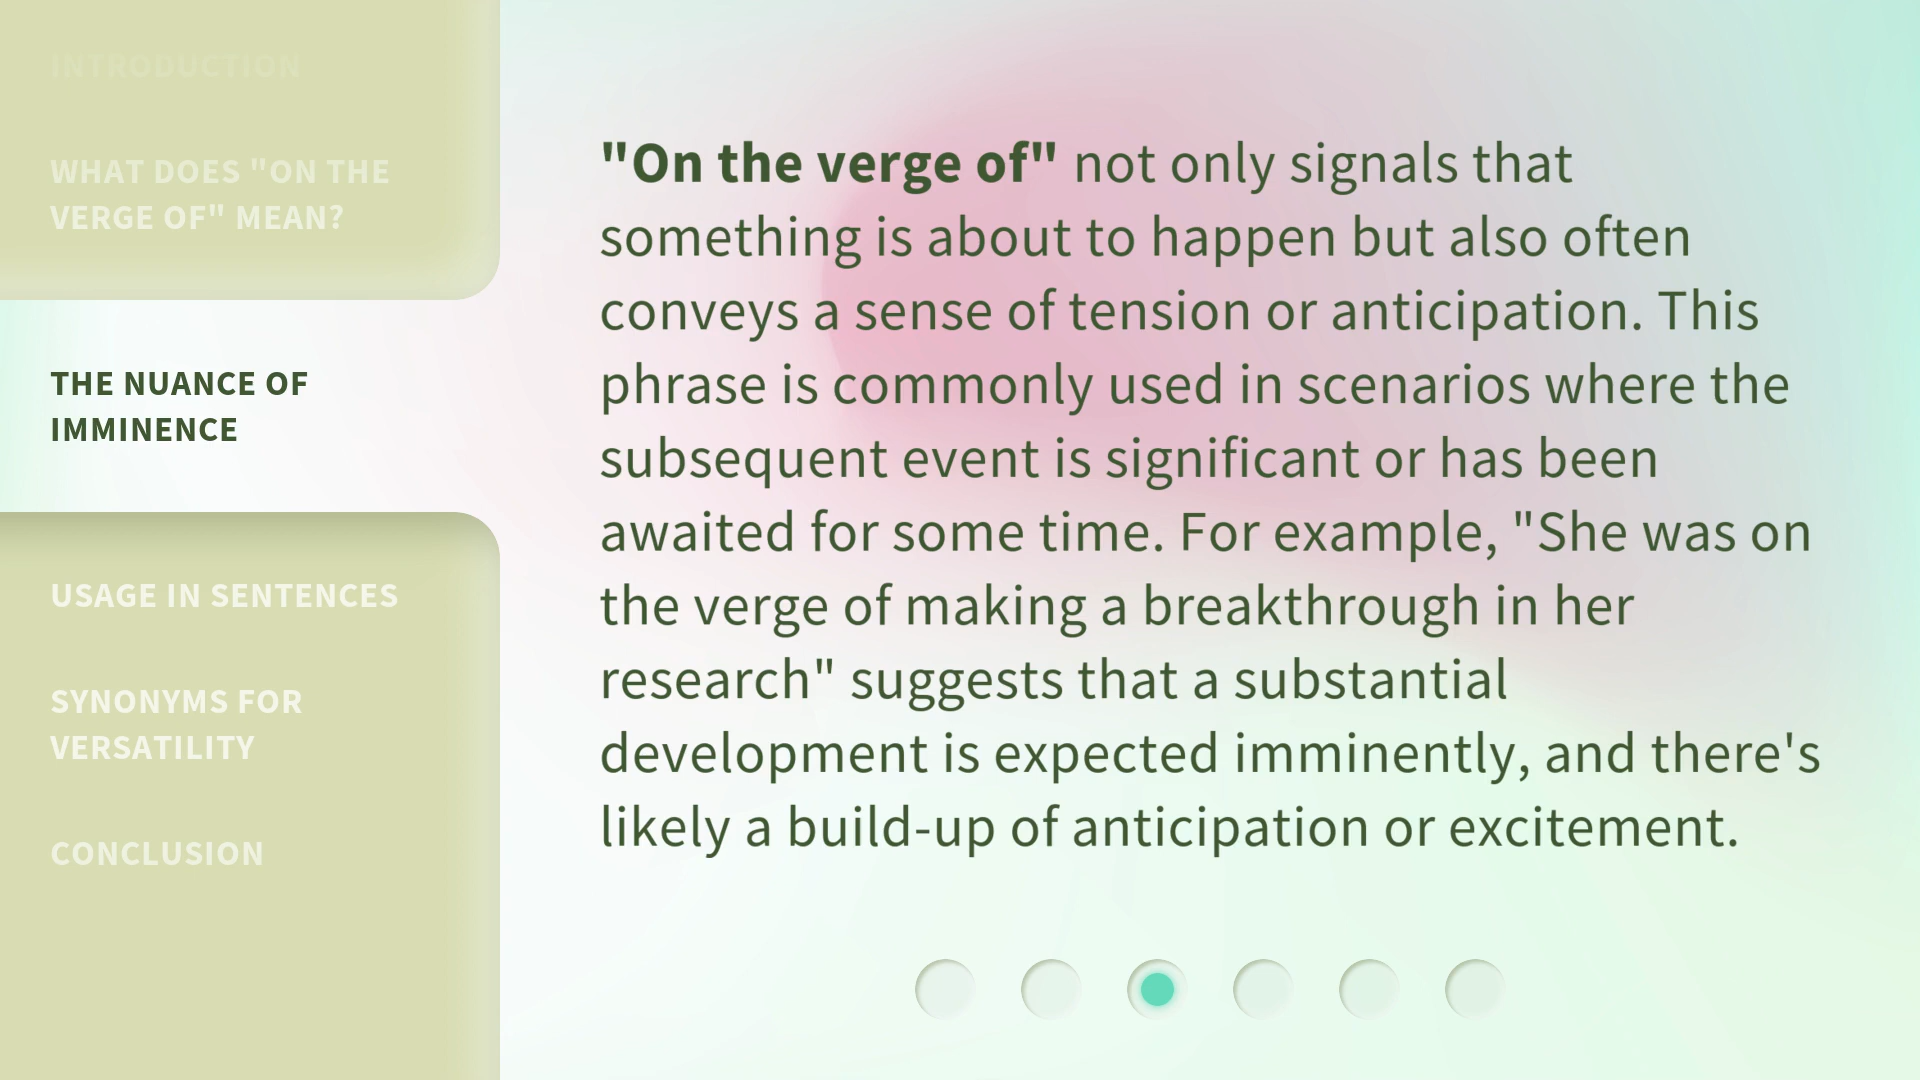 INTRODUCTION
WHAT DOES "ON THE
VERGE OF" MEAN?
THE NUANCE OF
IMMINENCE
USAGE IN SENTENCES
SYNONYMS FOR
VERSATILITY
CONCLUSION
"On the verge of" not only signals that
something is about to happen but also often
conveys a sense of tension or anticipation. This
phrase is commonly used in scenarios where the
subsequent event is significant or has been
awaited for some time. For example, "She was on
the verge of making a breakthrough in her
research" suggests that a substantial
development is expected imminently, and there's
likely a build-up of anticipation or excitement.